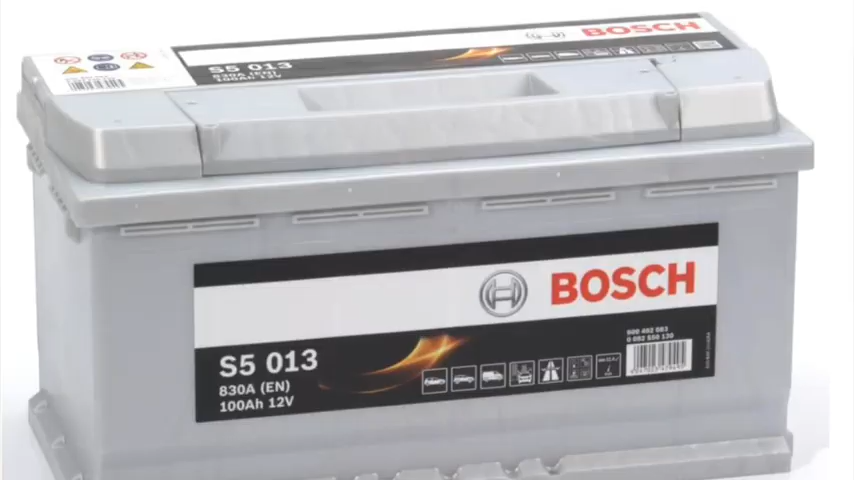 BOSCH
S5 013
830A (EN)
100Ah 12V
BOSCH
S5 013
830A (EN)
100Ah 12V